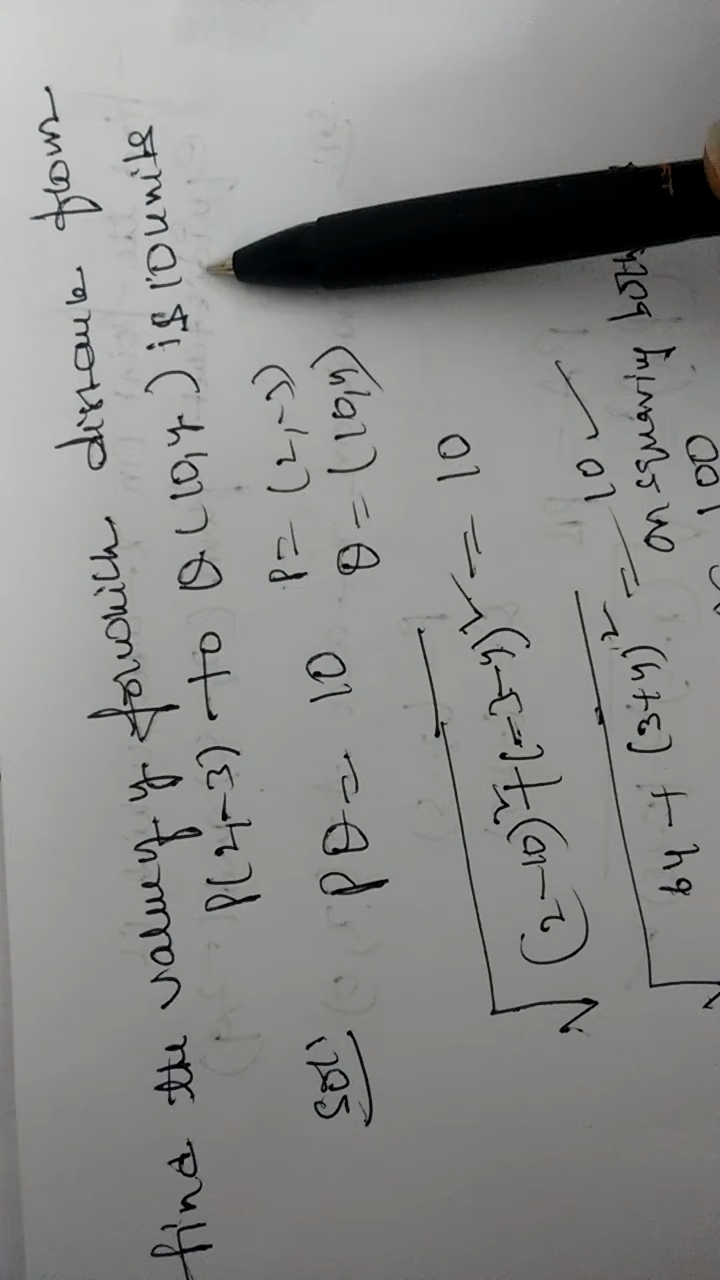 find the value of y for which distance from
P(2,-3) to Q(10,y) is 10 units
Sol: PQ = 10 P = (2,-3)
Q = (10,y)
√(2-10)²+(-3-y)² = 10
√64 + (3+y)² = 10
on squaring both
100